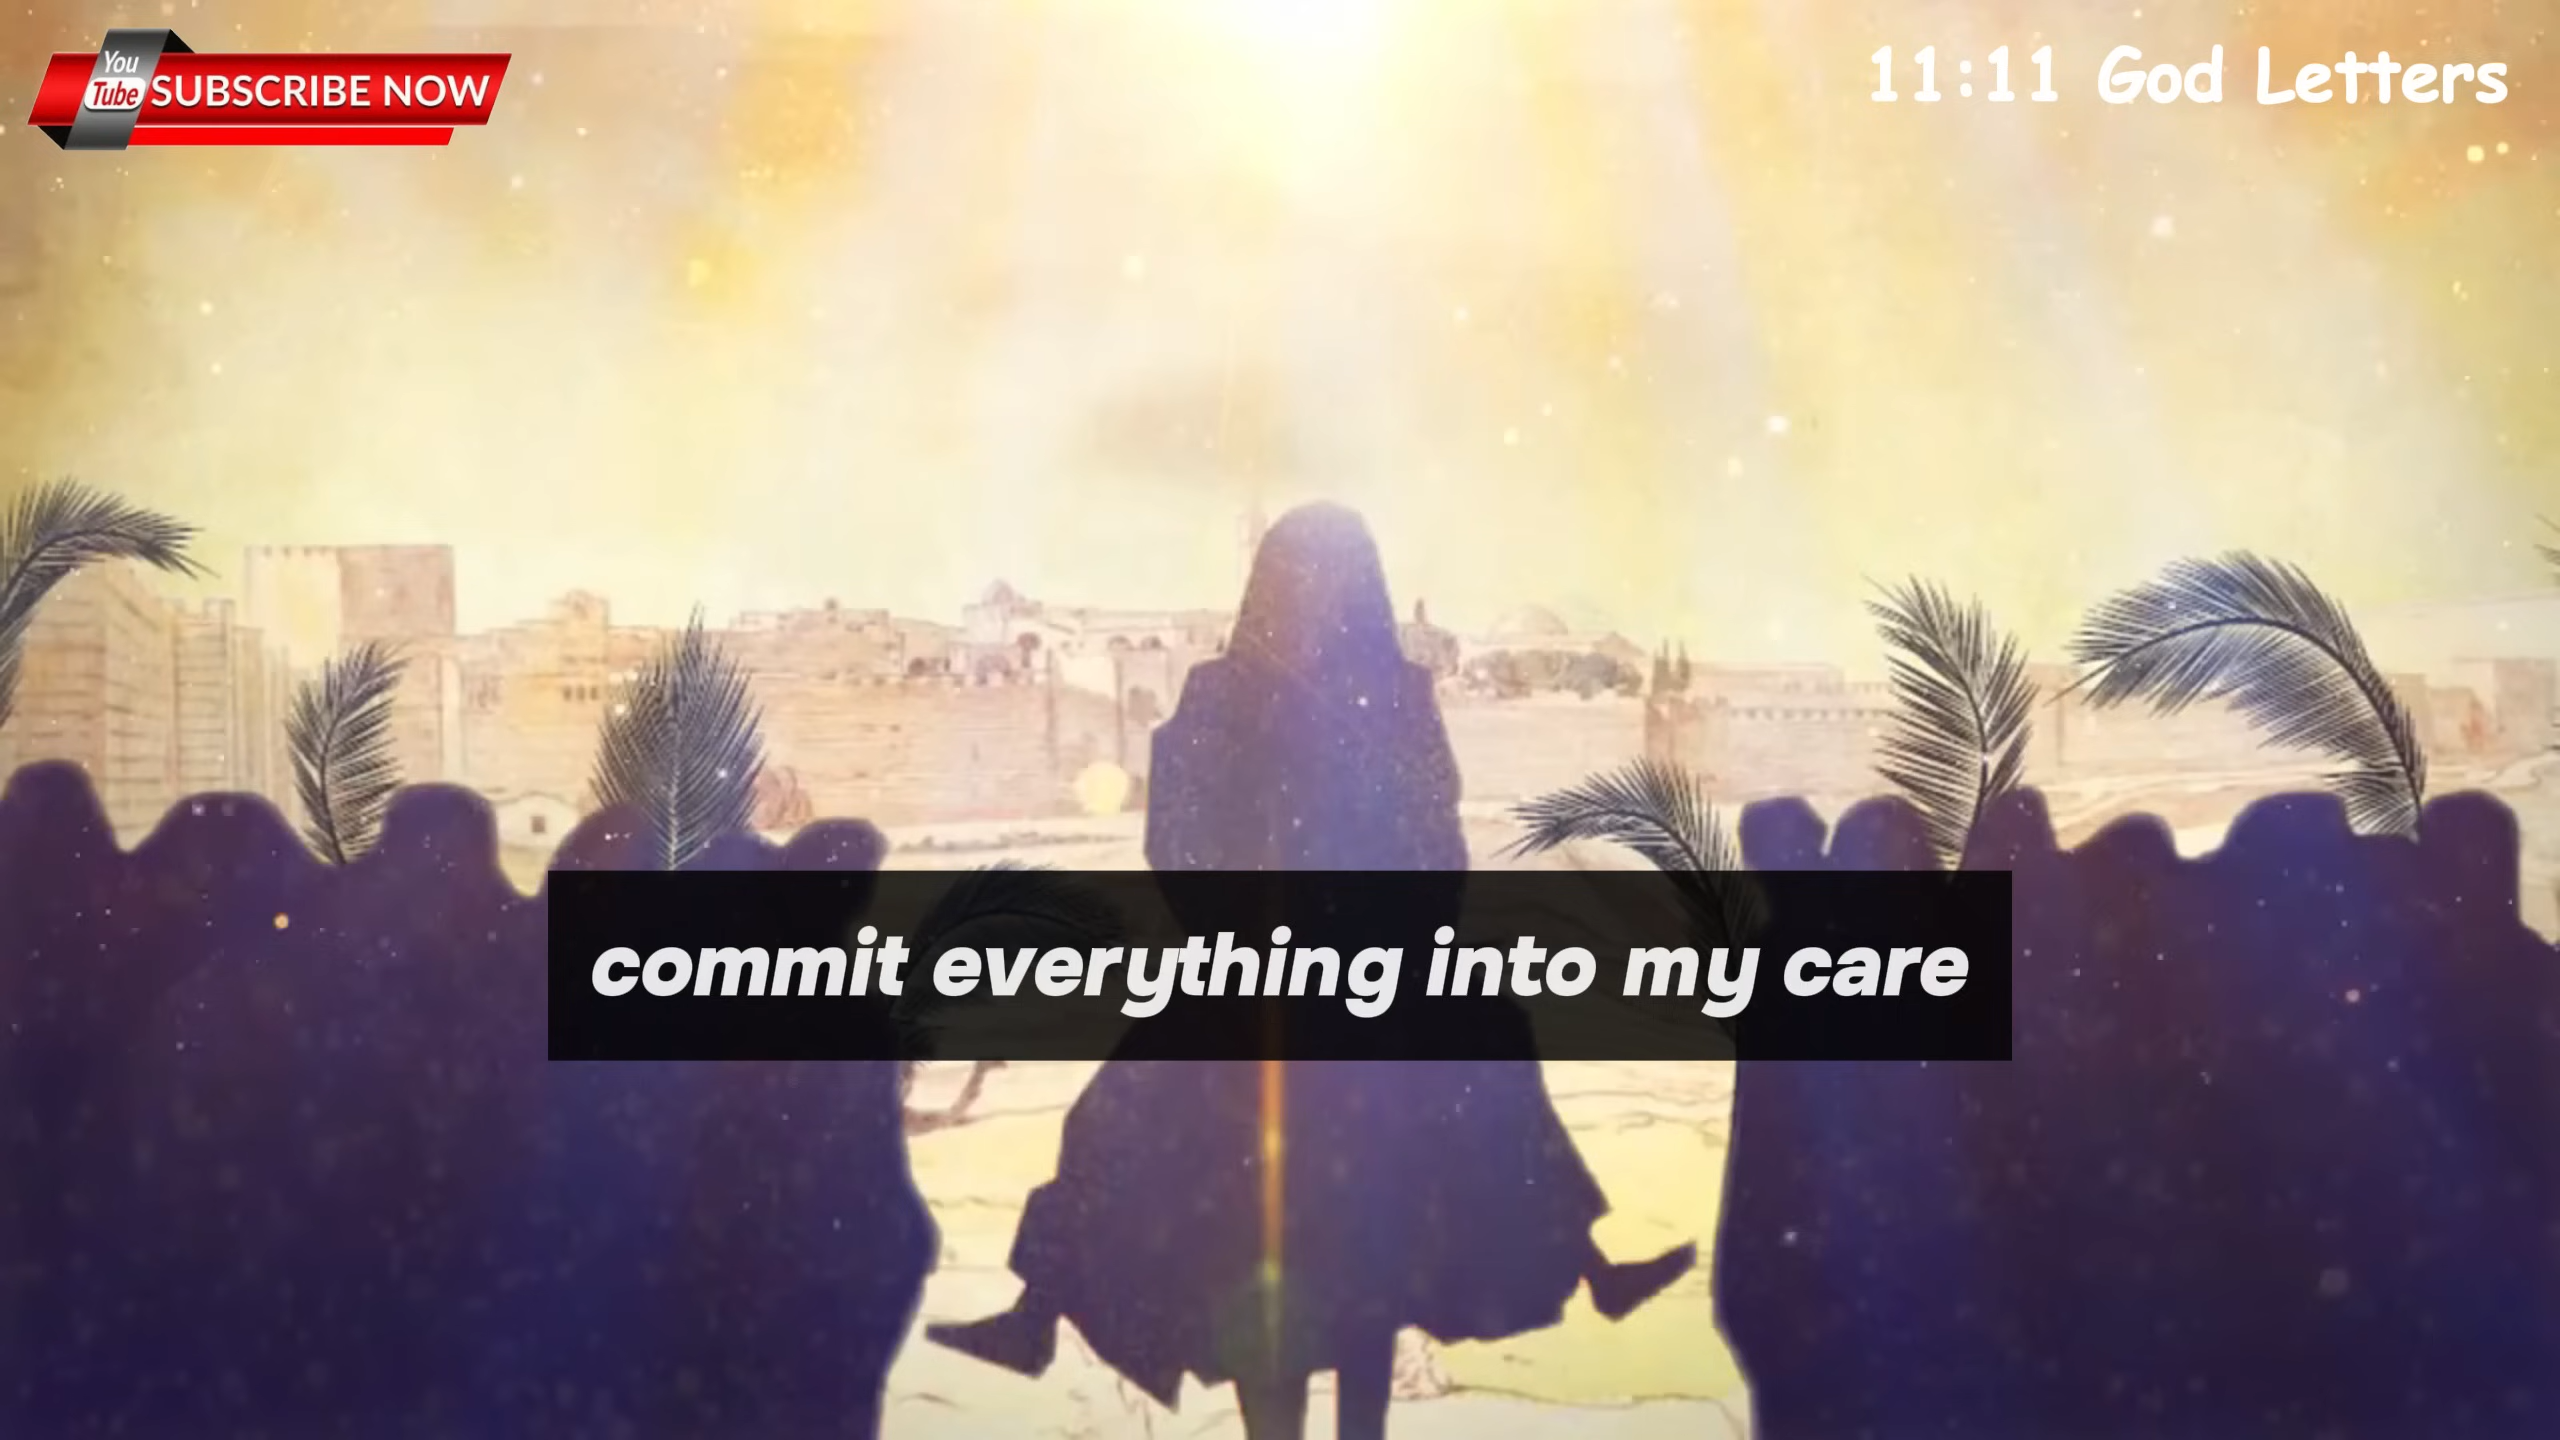 You
Tube
SUBSCRIBE NOW
11:11 God Letters
commit everything into my care